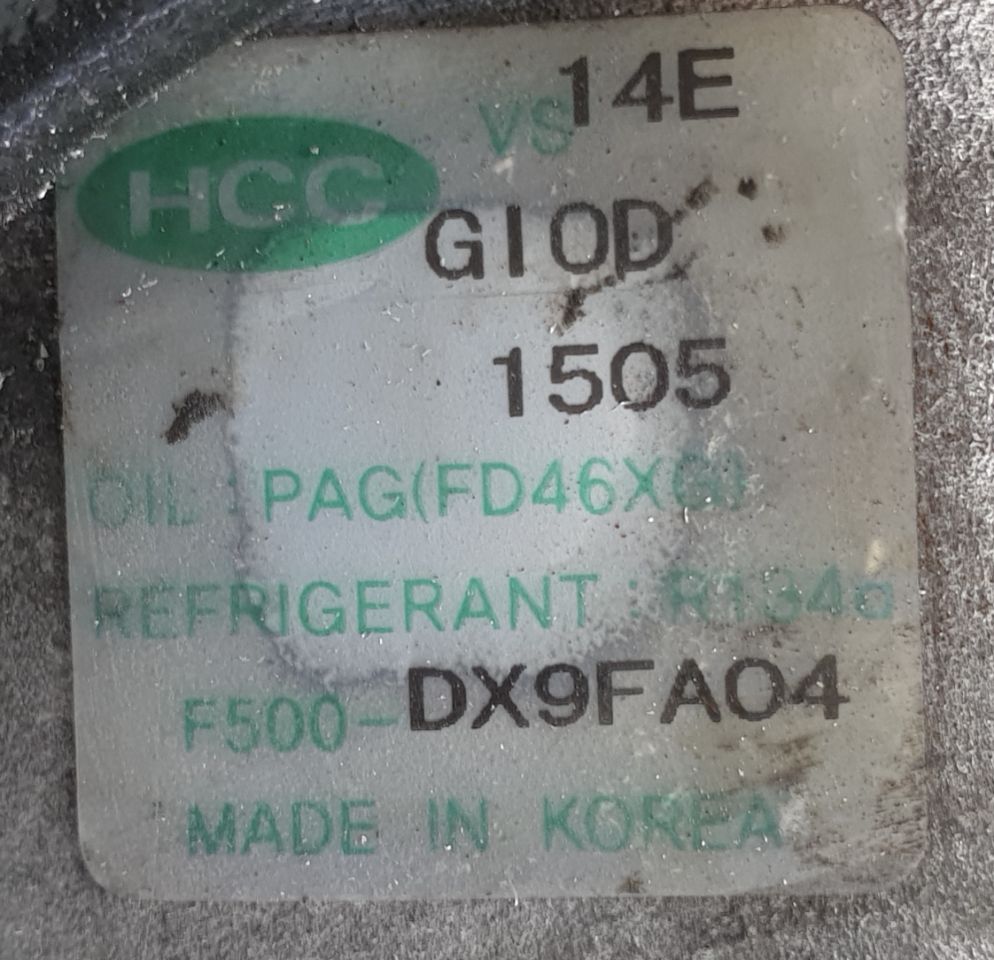 VS 14E
HCC
GIOD
1505
OIL : PAG(FD46XG)
REFRIGERANT : R134a
F500-DX9FA04
MADE IN KOREA